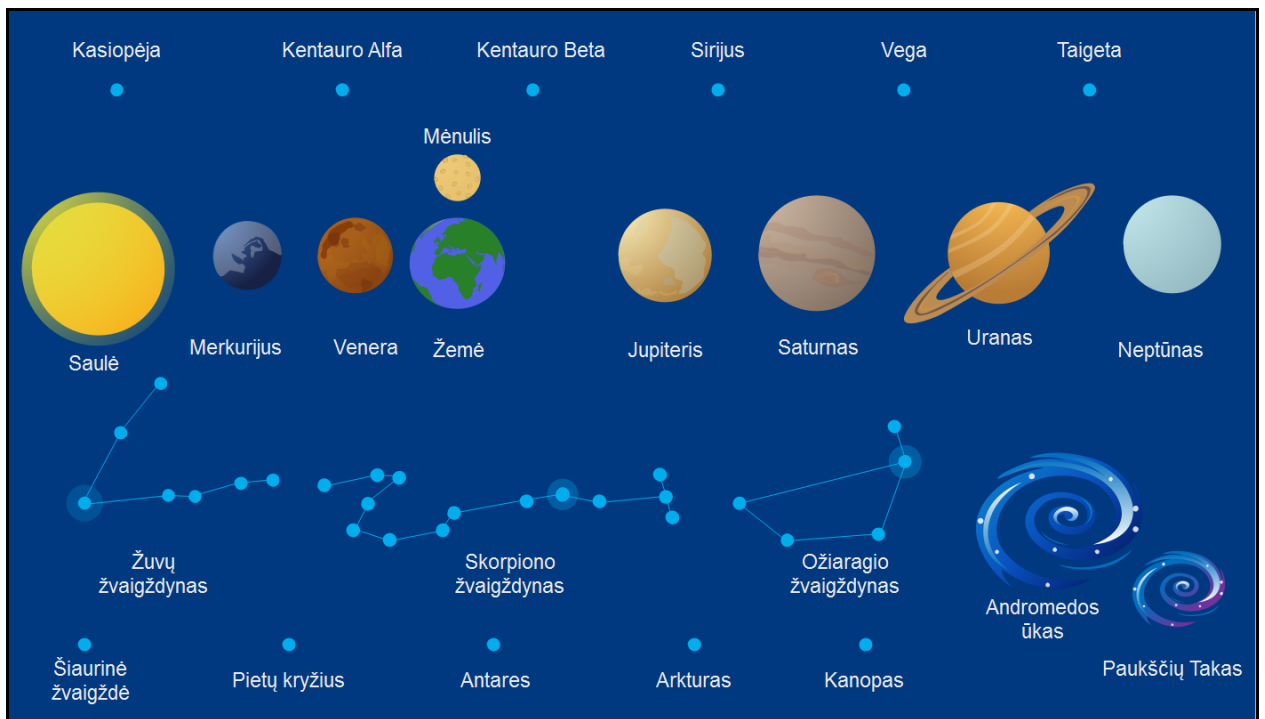 Kasiopėja
Kentauro Alfa
Kentauro Beta
Sirijus
Vega
Taigeta
Mėnulis
Saulė
Merkurijus
Venera
Žemė
Jupiteris
Saturnas
Uranas
Neptūnas
Žuvų
žvaigždynas
Skorpiono
žvaigždynas
Ožiaragio
žvaigždynas
Andromedos
ūkas
Paukščių Takas
Šiaurinė
žvaigždė
Pietų kryžius
Antares
Arkturas
Kanopas